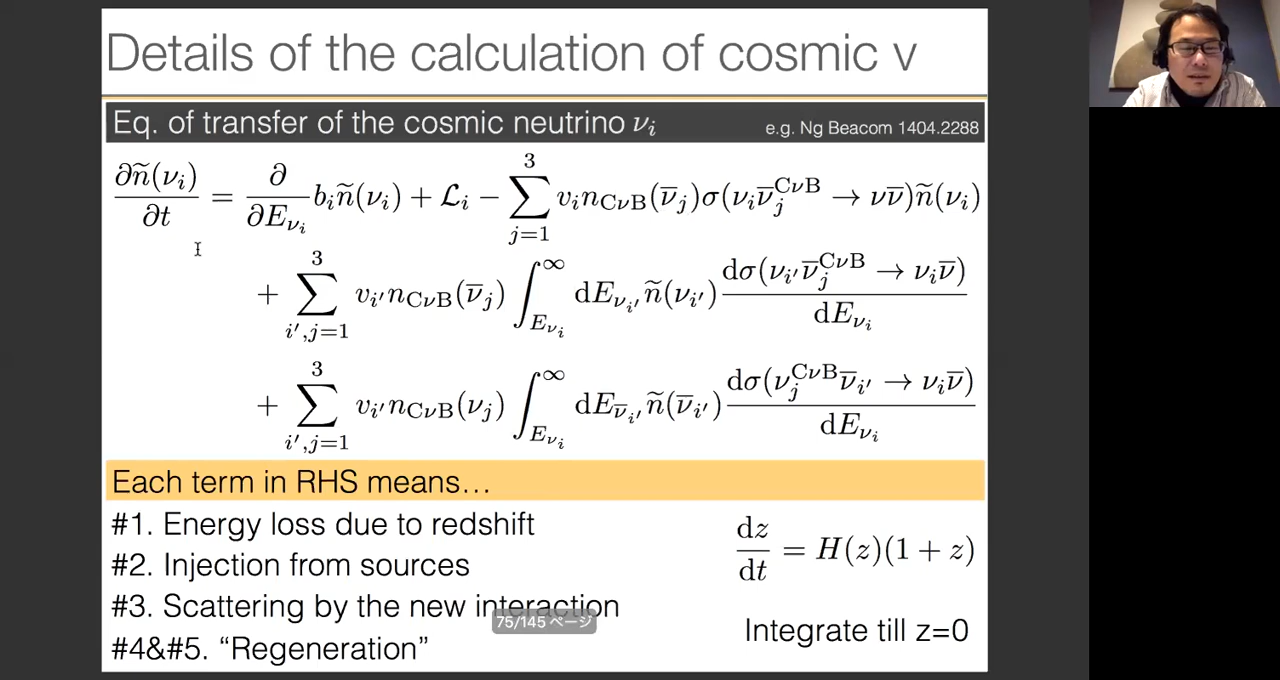 Details of the calculation of cosmic ν
Eq. of transfer of the cosmic neutrino νᵢ e.g. Ng Beacom 1404.2288
∂ñ(ν_i)/∂t = ∂/∂E_{ν_i} b_i ñ(ν_i) + ℒ_i − ∑_{j=1}^{3} v_i n_{CνB}(ν̄_j) σ(ν_i ν̄_j^{CνB} → νν̄) ñ(ν_i)
+ ∑_{i′,j=1}^{3} v_{i′} n_{CνB}(ν̄_j) ∫_{E_{ν_i}}^{∞} dE_{ν_{i′}} ñ(ν_{i′}) dσ(ν_{i′} ν̄_j^{CνB} → ν_i ν̄)/dE_{ν_i}
+ ∑_{i′,j=1}^{3} v_{i′} n_{CνB}(ν_j) ∫_{E_{ν_i}}^{∞} dE_{ν̄_{i′}} ñ(ν̄_{i′}) dσ(ν_j^{CνB} ν̄_{i′} → ν_i ν̄)/dE_{ν_i}
Each term in RHS means…
#1. Energy loss due to redshift
#2. Injection from sources
#3. Scattering by the new interaction
#4&#5. “Regeneration”
dz/dt = H(z)(1 + z)
Integrate till z=0
75/145 ページ